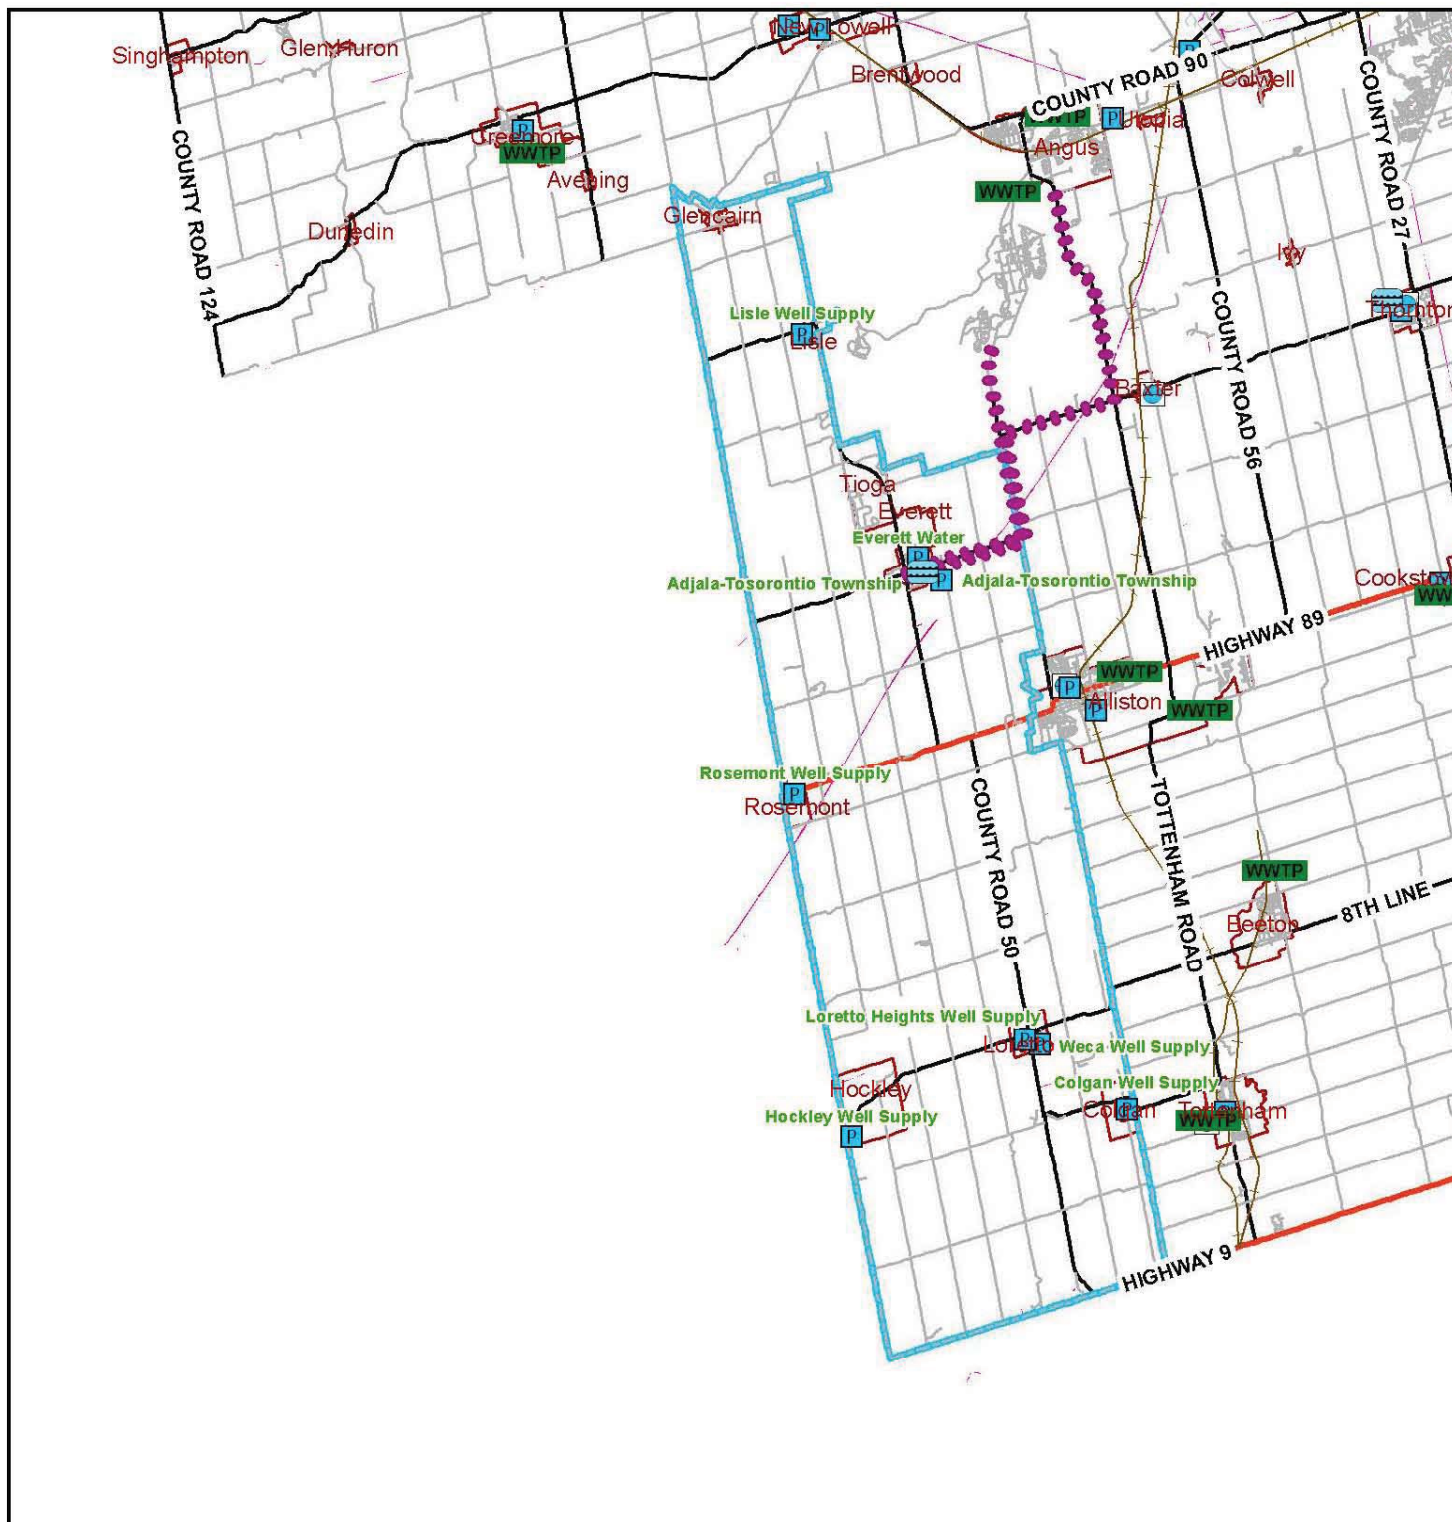 New Lowell
P
P
Singhampton
Glen Huron
P
Brentwood
COUNTY ROAD 90
Colwell
COUNTY ROAD 27
WWTP
P
Utopia
P
Creemore
WWTP
Angus
COUNTY ROAD 124
Avening
WWTP
Glencairn
Dunedin
Ivy
Lisle Well Supply
P
Lisle
Thornton
COUNTY ROAD 56
Baxter
Tioga
Everett
Everett Water
P
Adjala-Tosorontio Township
P
Adjala-Tosorontio Township
HIGHWAY 89
WWTP
P
P
Alliston
WWTP
Rosemont Well Supply
P
Rosemont
COUNTY ROAD 50
TOTTENHAM ROAD
WWTP
Beeton
8TH LINE
Loretto Heights Well Supply
P
Loretto
Weca Well Supply
Colgan Well Supply
Hockley
P
Colgan
Tottenham
WWTP
Hockley Well Supply
P
HIGHWAY 9